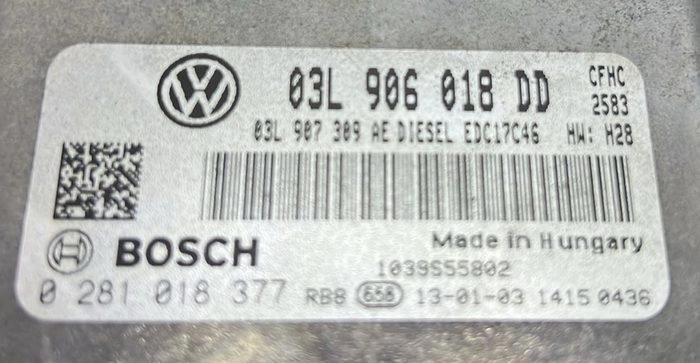 VW 03L 906 018 DD CFHC
2583
03L 907 309 AE DIESEL EDC17C46 HW: H28
BOSCH Made in Hungary
1039S55802
0 281 018 377 RB8 658 13-01-03 1415 0436